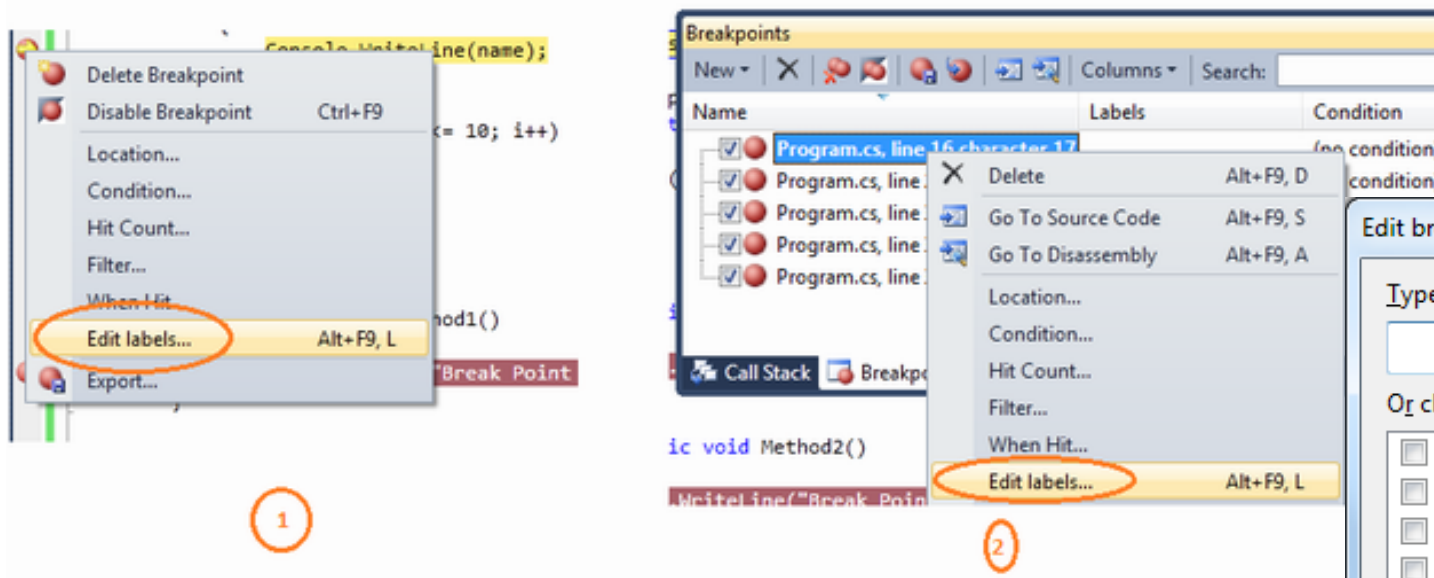 Console.WriteLine(name);
Delete Breakpoint
Disable Breakpoint Ctrl+F9
<= 10; i++)
Location...
Condition...
Hit Count...
Filter...
When Hit...
Edit labels... Alt+F9, L
Export...
"Break Point
1
Breakpoints
New Columns Search:
Name Labels Condition
Program.cs, line 16 character 17 (no condition
Program.cs, line condition
Program.cs, line
Program.cs, line
Program.cs, line
Delete Alt+F9, D
Go To Source Code Alt+F9, S
Go To Disassembly Alt+F9, A
Location...
Condition...
Hit Count...
Filter...
When Hit...
Edit labels... Alt+F9, L
Call Stack
ic void Method2()
.WriteLine("Break Poin
2
Edit br
Type
Or cl